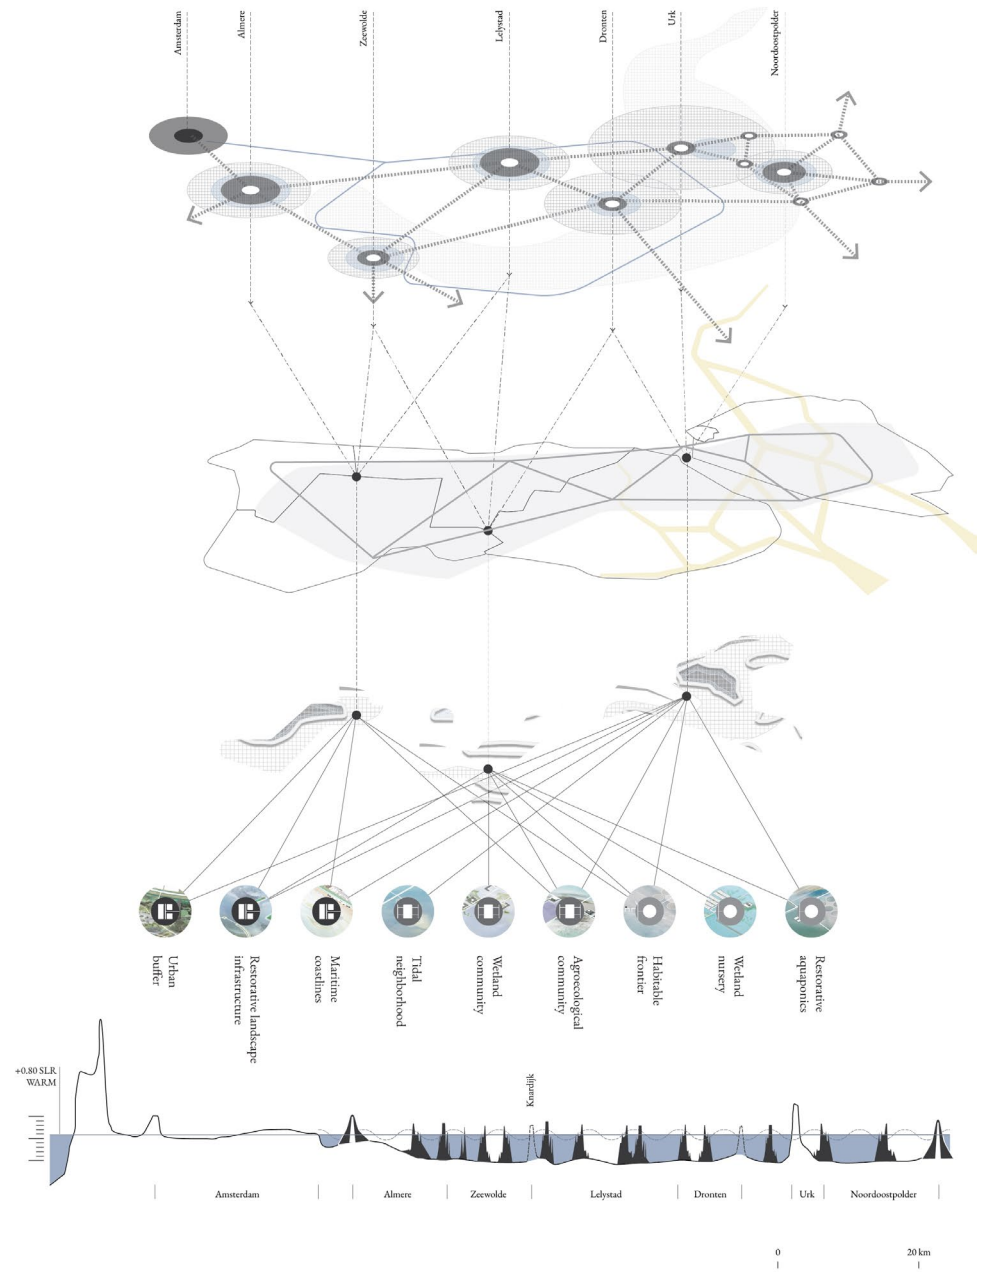 Amsterdam
Almere
Zeewolde
Lelystad
Dronten
Urk
Noordoostpolder
Urban
buffer
Restorative landscape
infrastructure
Maritime
coastlines
Tidal
neighborhood
Wetland
community
Agroecological
community
Habitable
frontier
Wetland
nursery
Restorative
aquaponics
+0.80 SLR
WARM
Knardijk
Amsterdam
Almere
Zeewolde
Lelystad
Dronten
Urk
Noordoostpolder
0
20 km